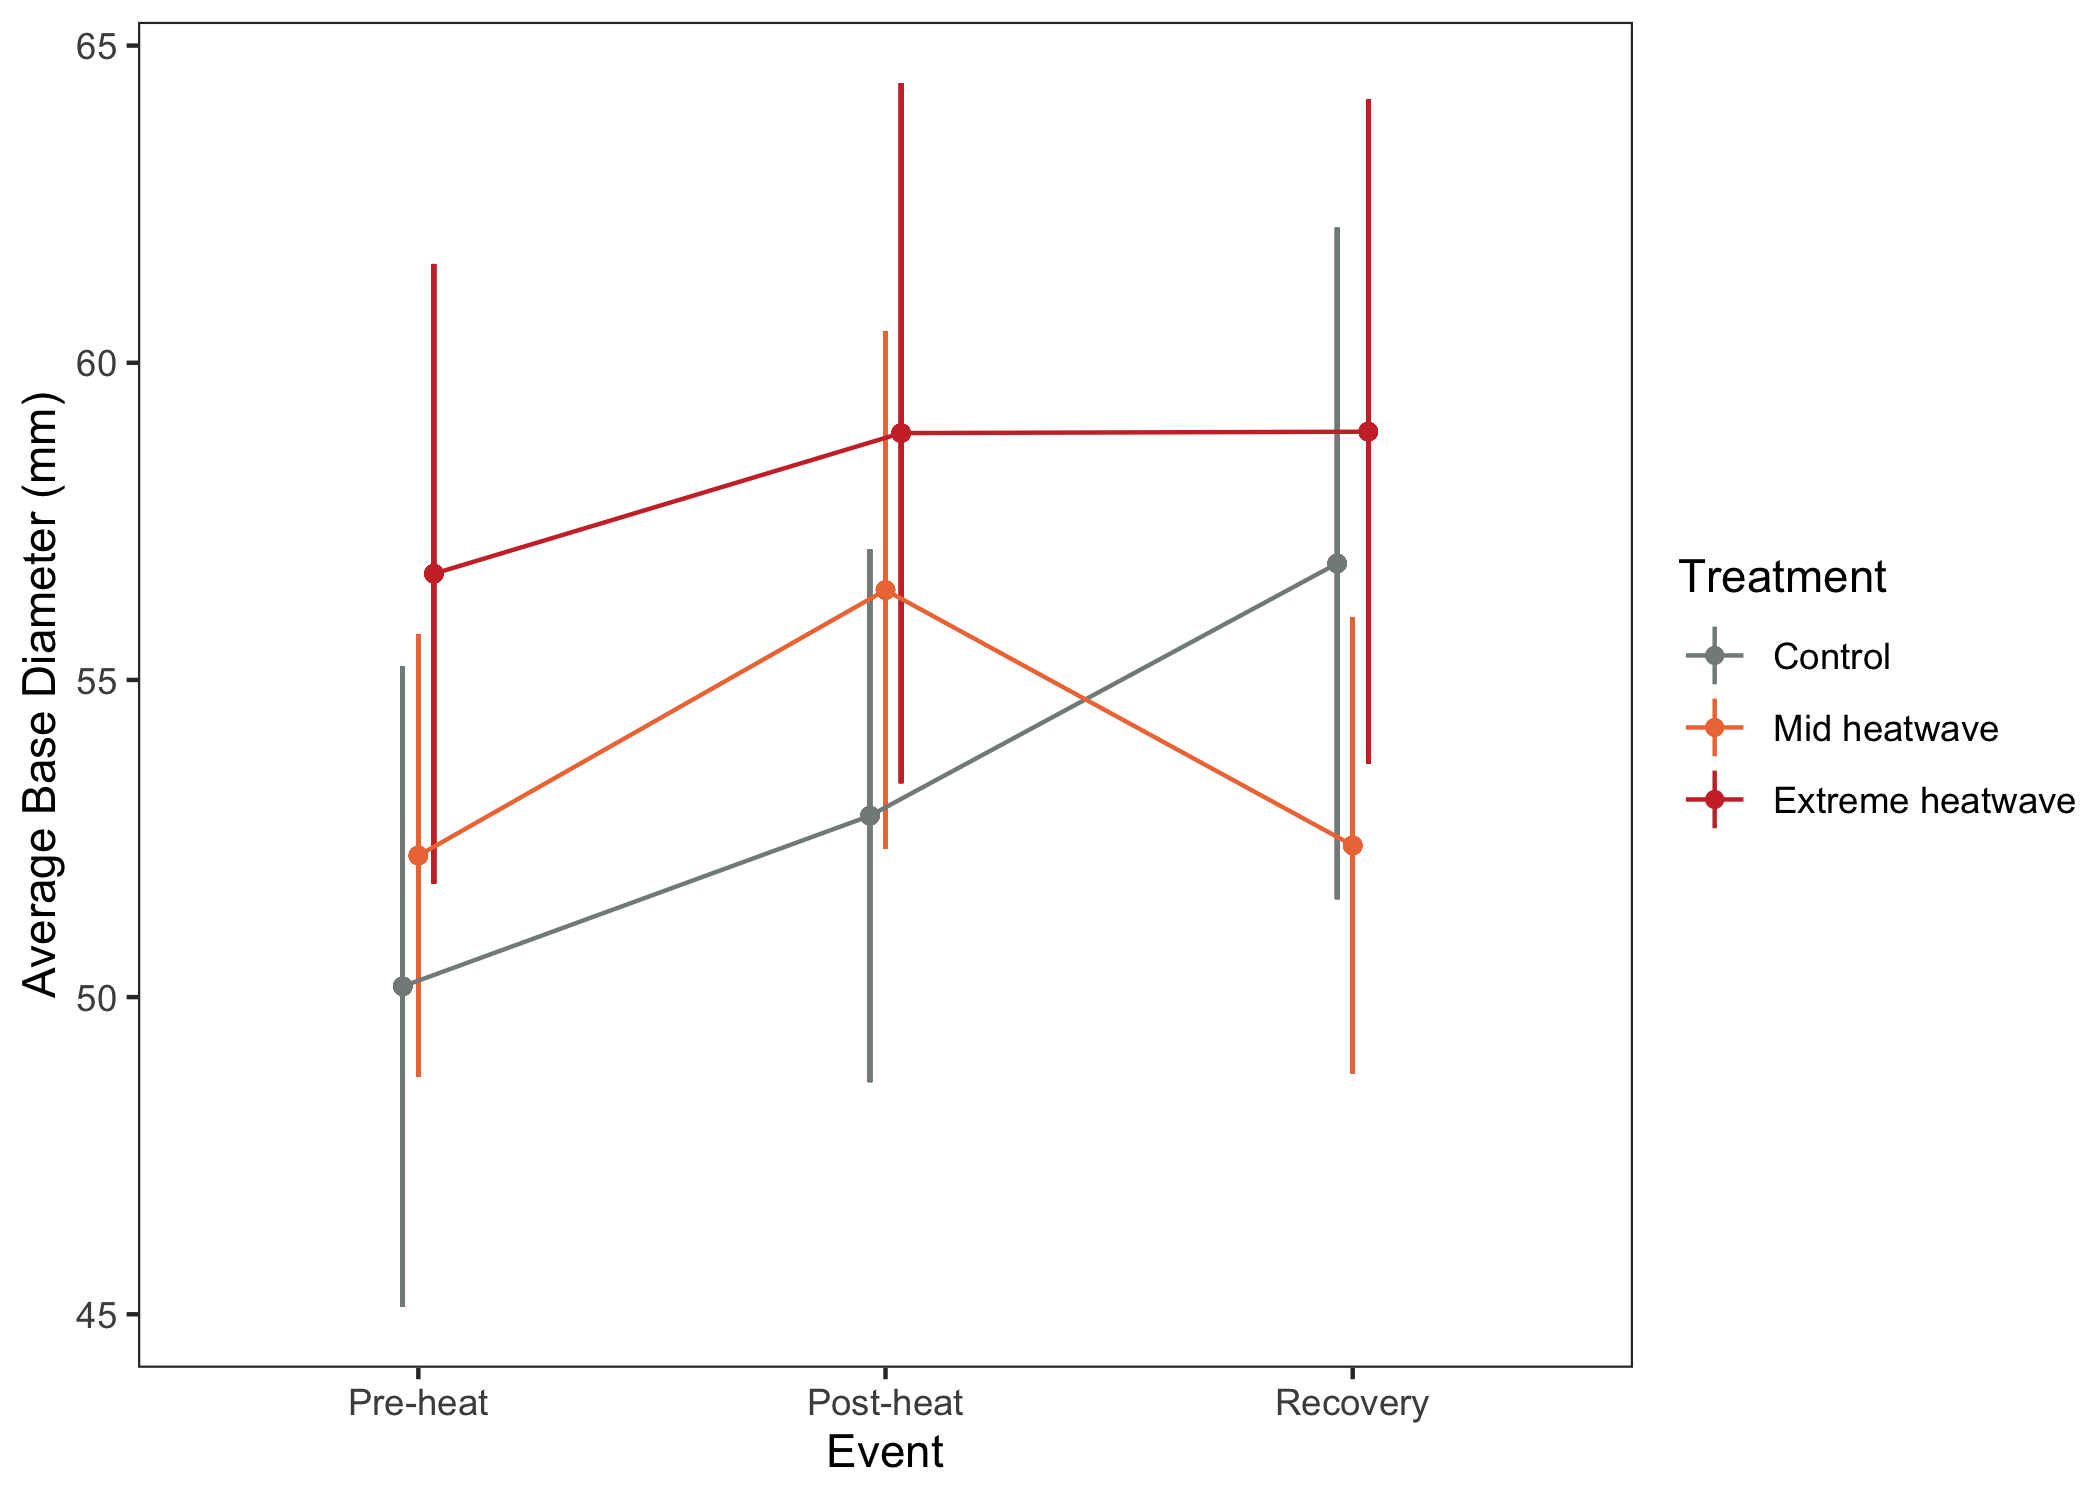 65
60
55
50
45
Average Base Diameter (mm)
Pre-heat
Post-heat
Recovery
Event
Treatment
Control
Mid heatwave
Extreme heatwave